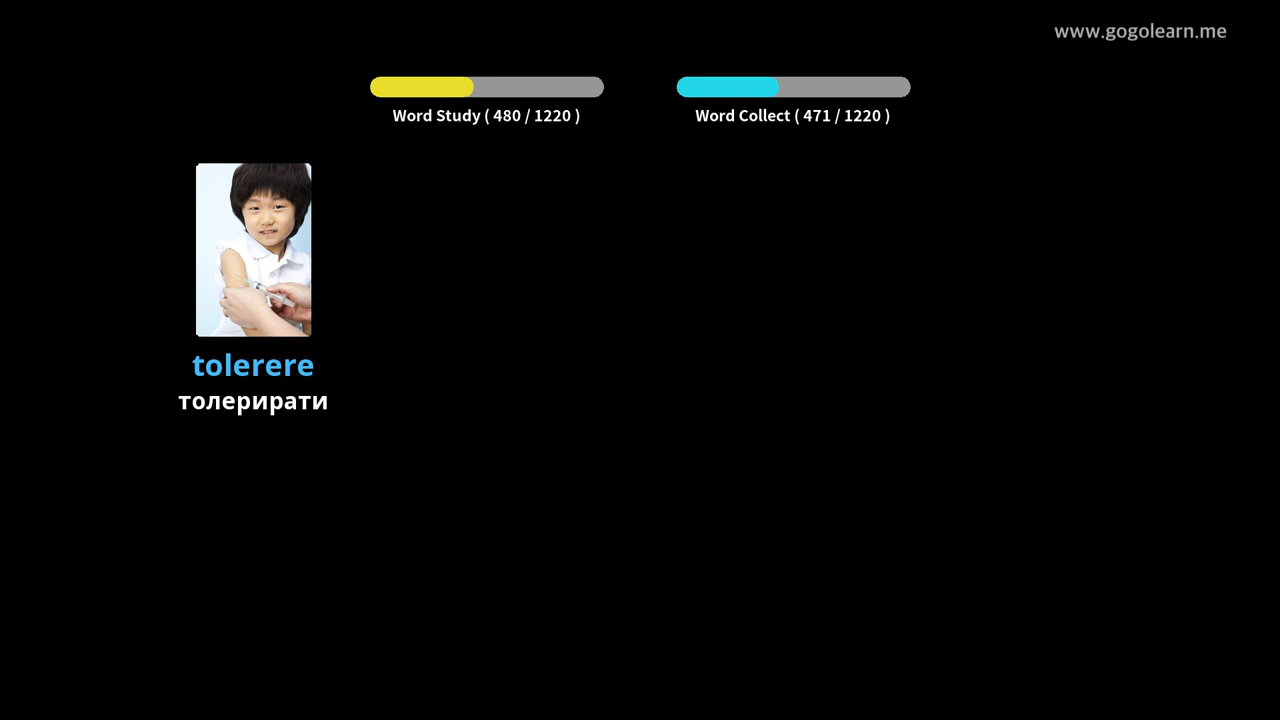 www.gogolearn.me
Word Study ( 480 / 1220 )
Word Collect ( 471 / 1220 )
tolerere
толерирати